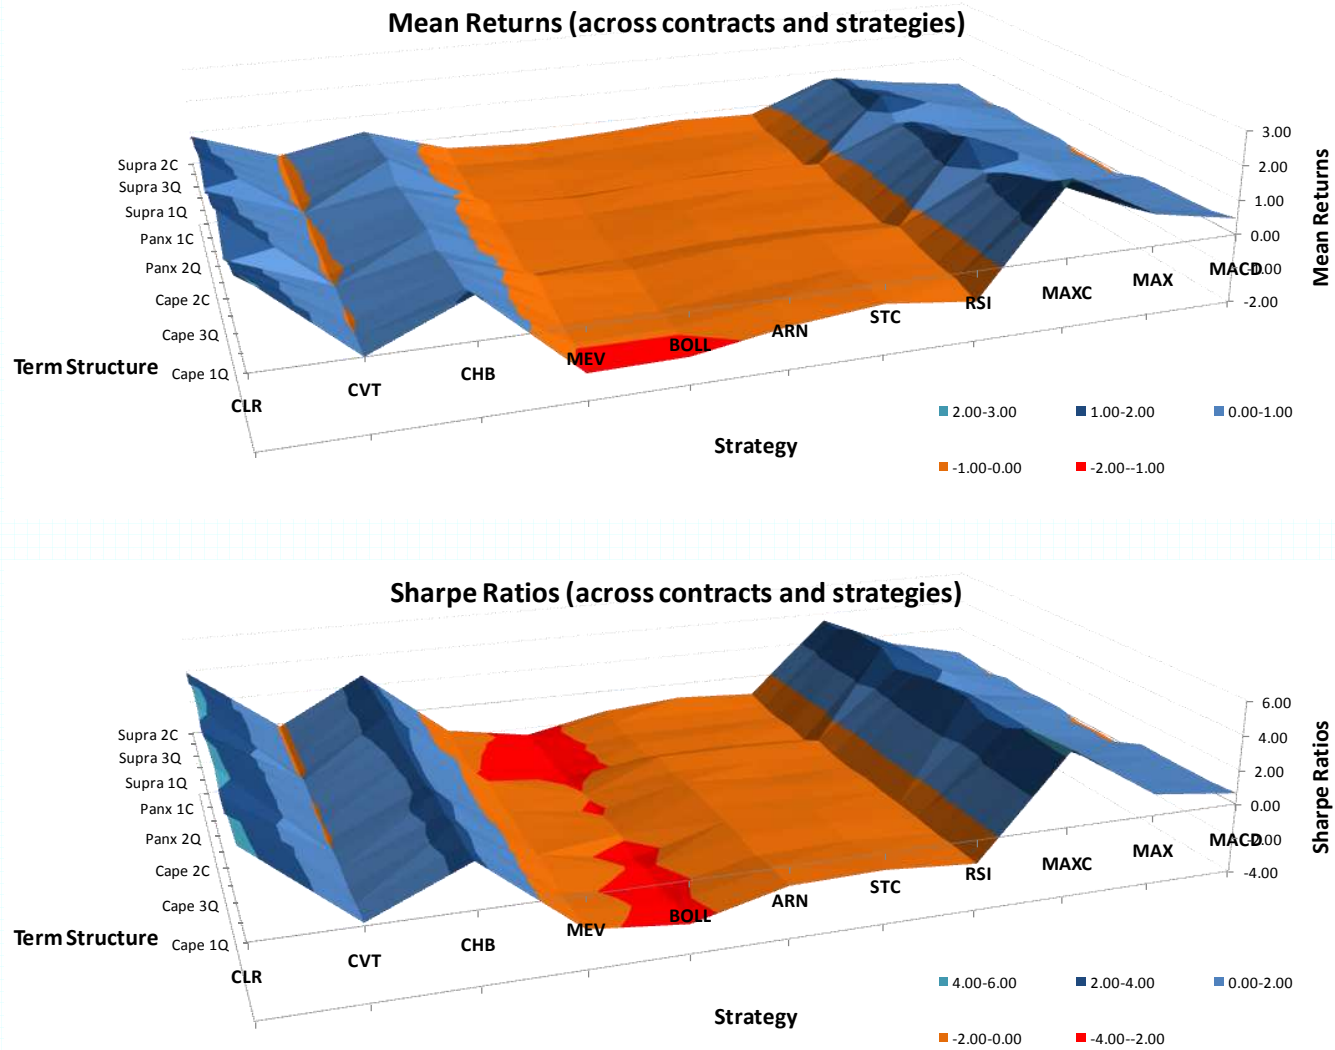 Mean Returns (across contracts and strategies)
3.00
2.00
1.00
0.00
-1.00
-2.00
Mean Returns
Supra 2C
Supra 3Q
Supra 1Q
Panx 1C
Panx 2Q
Cape 2C
Cape 3Q
Cape 1Q
Term Structure
CLR
CVT
CHB
MEV
BOLL
ARN
STC
RSI
MAXC
MAX
MACD
Strategy
2.00-3.00
1.00-2.00
0.00-1.00
-1.00-0.00
-2.00--1.00
Sharpe Ratios (across contracts and strategies)
6.00
4.00
2.00
0.00
-2.00
-4.00
Sharpe Ratios
Supra 2C
Supra 3Q
Supra 1Q
Panx 1C
Panx 2Q
Cape 2C
Cape 3Q
Cape 1Q
Term Structure
CLR
CVT
CHB
MEV
BOLL
ARN
STC
RSI
MAXC
MAX
MACD
Strategy
4.00-6.00
2.00-4.00
0.00-2.00
-2.00-0.00
-4.00--2.00